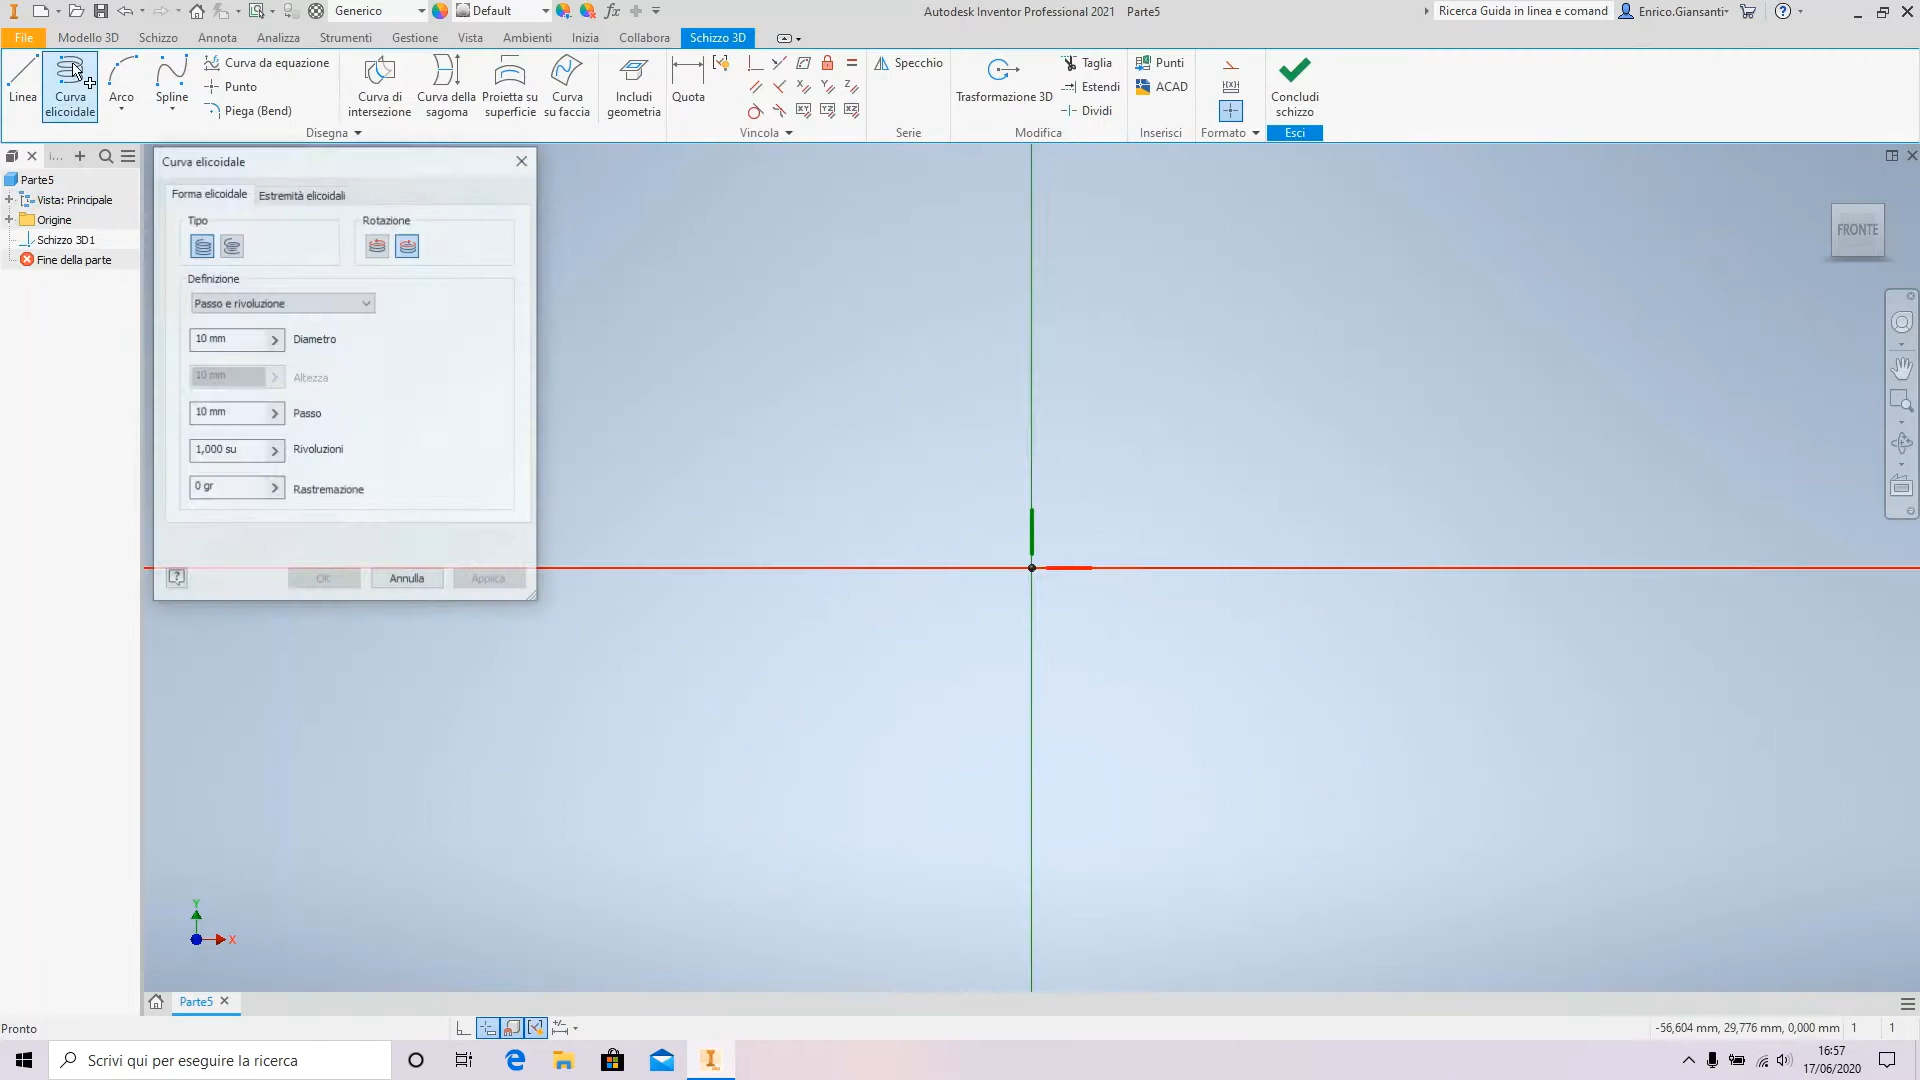 Generico
Default
fx
Autodesk Inventor Professional 2021 Parte5
Ricerca Guida in linea e comand
Enrico.Giansanti
File Modello 3D Schizzo Annota Analizza Strumenti Gestione Vista Ambienti Inizia Collabora Schizzo 3D
Linea
Curva elicoidale
Arco
Spline
Curva da equazione
Punto
Piega (Bend)
Curva di intersezione
Curva della sagoma
Proietta su superficie
Curva su faccia
Includi geometria
Quota
Specchio
Trasformazione 3D
Taglia
Estendi
Dividi
Punti
ACAD
Concludi schizzo
Disegna
Vincola
Serie
Modifica
Inserisci
Formato
Esci
Parte5
Vista: Principale
Origine
Schizzo 3D1
Fine della parte
Curva elicoidale
Forma elicoidale Estremità elicoidali
Tipo
Rotazione
Definizione
Passo e rivoluzione
10 mm Diametro
10 mm Altezza
10 mm Passo
1,000 su Rivoluzioni
0 gr Rastremazione
OK Annulla Applica
FRONTE
Y
X
Parte5
Pronto
-56,604 mm, 29,776 mm, 0,000 mm 1 1
Scrivi qui per eseguire la ricerca
16:57
17/06/2020